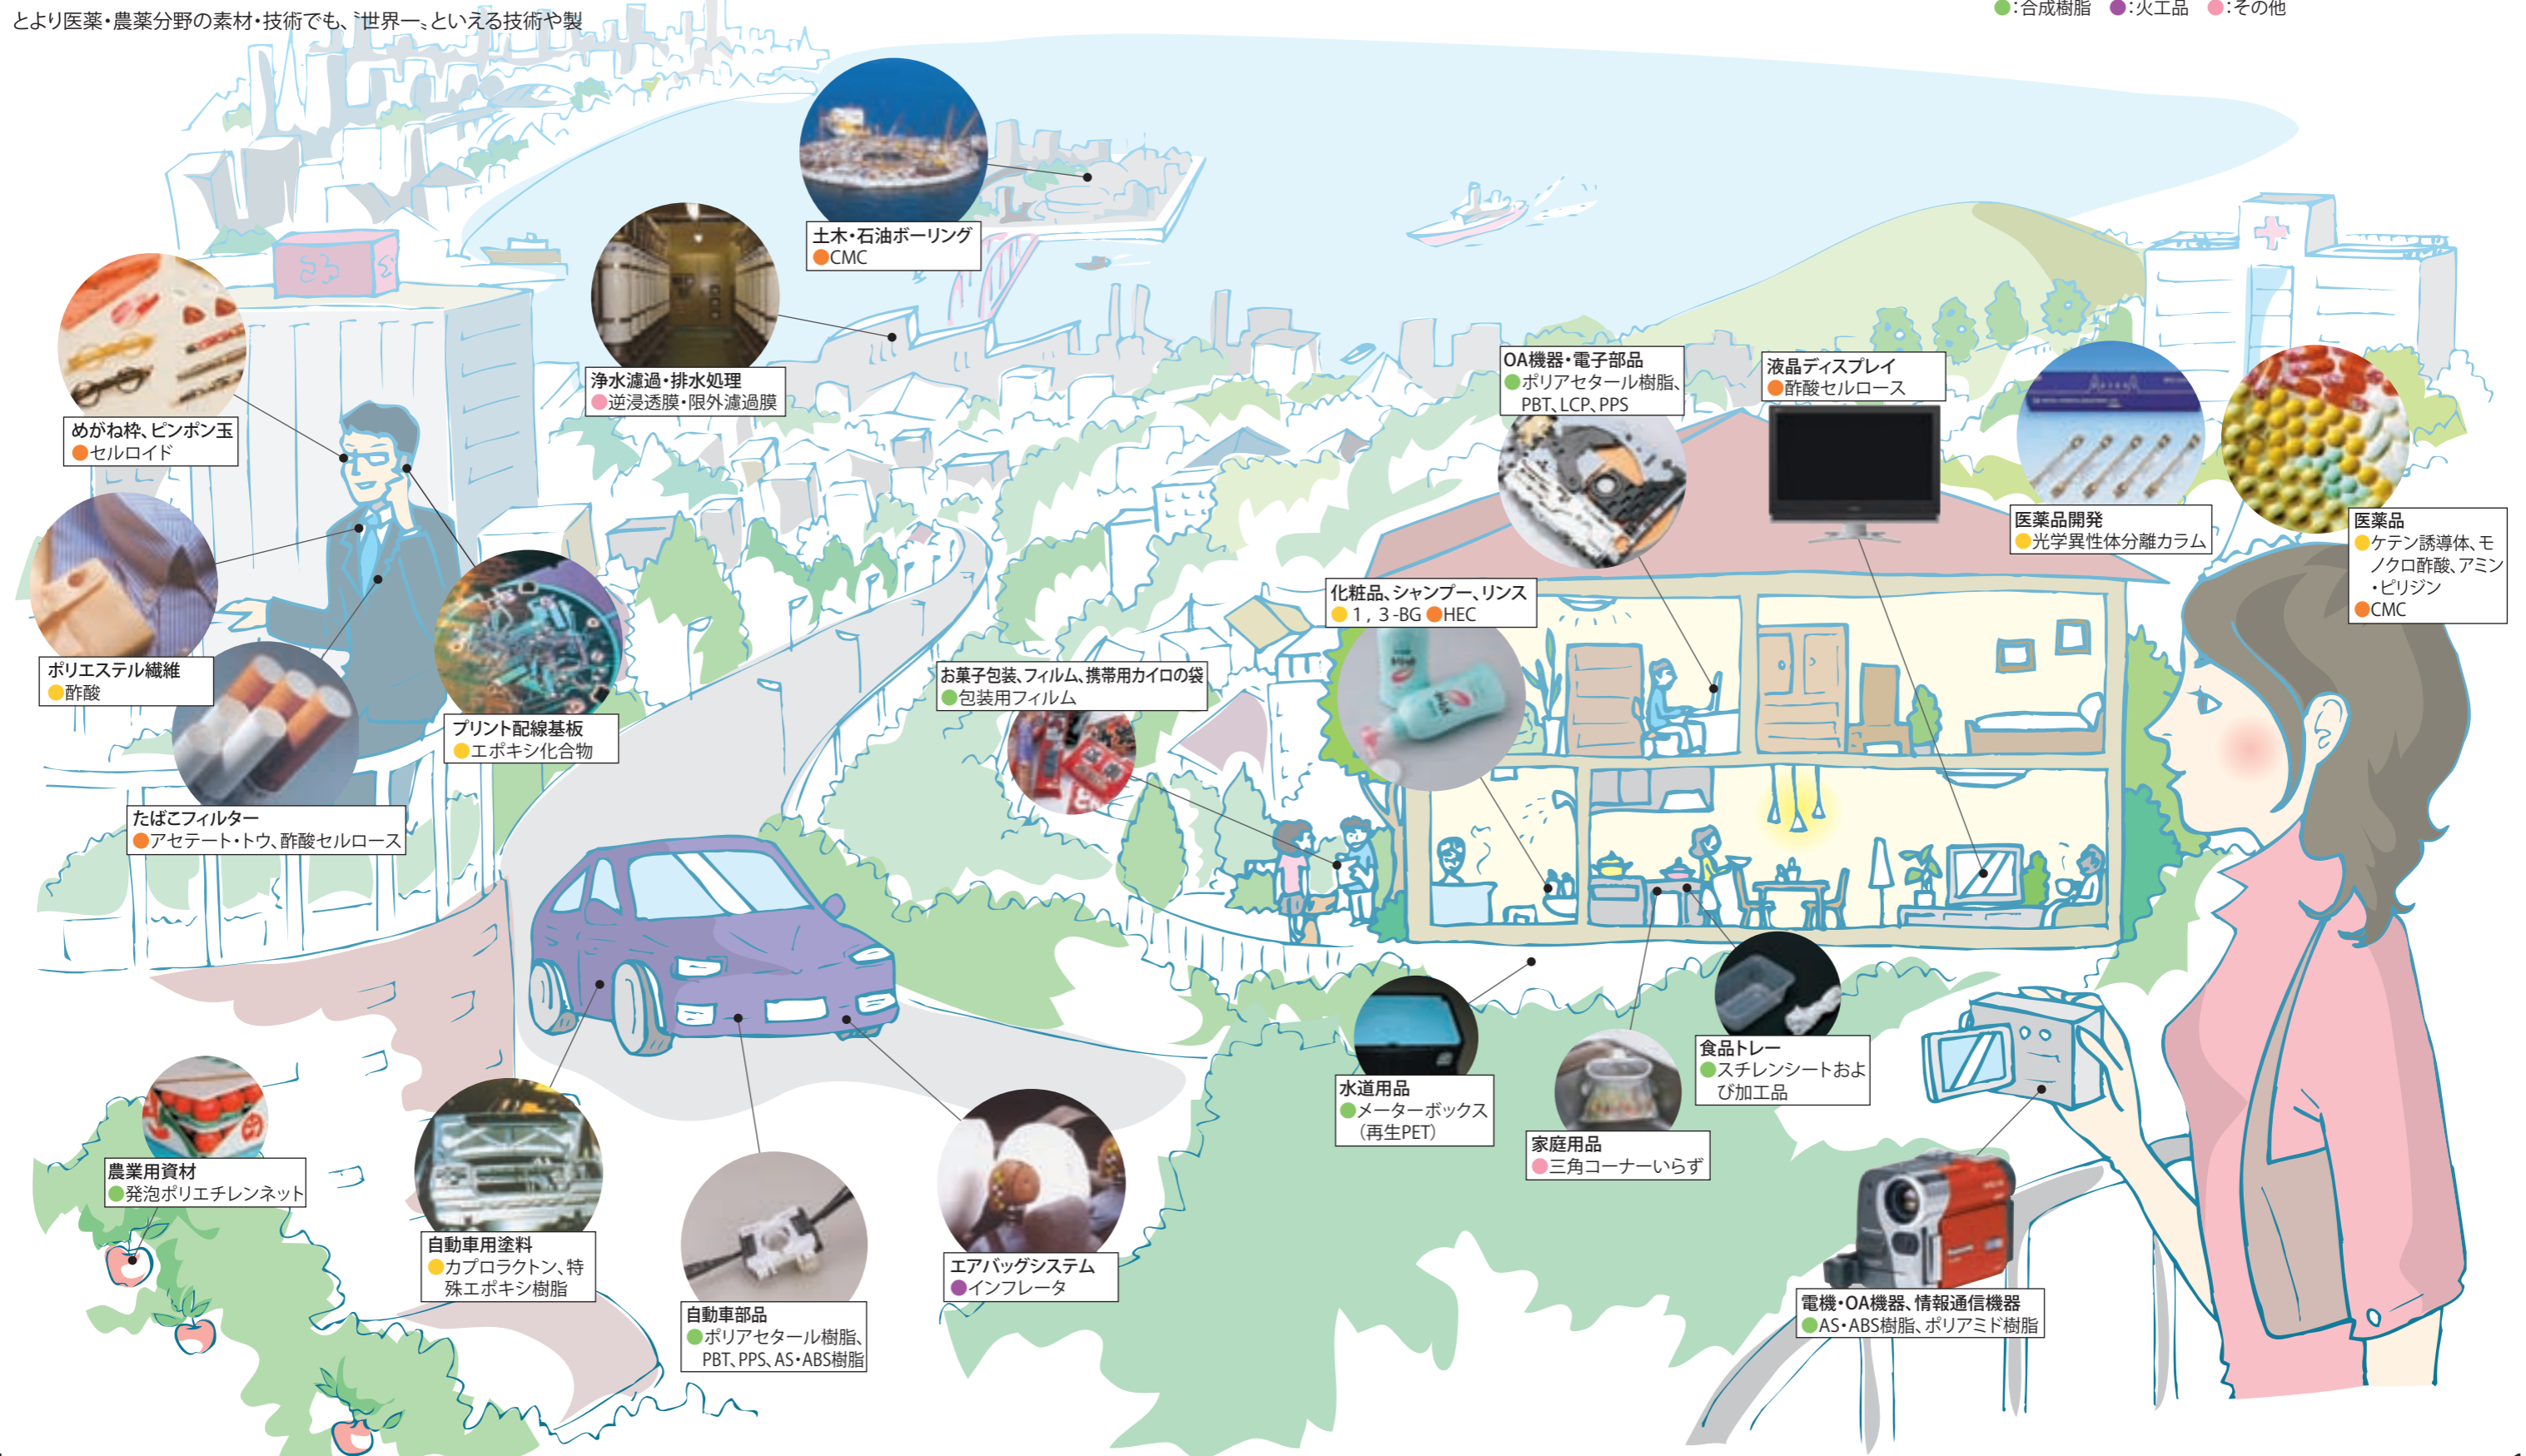 とより医薬・農薬分野の素材・技術でも、〝世界一〟といえる技術や製
●:合成樹脂 ●:火工品 ●:その他
土木・石油ボーリング
●CMC
浄水濾過・排水処理
●逆浸透膜・限外濾過膜
めがね枠、ピンポン玉
●セルロイド
OA機器・電子部品
●ポリアセタール樹脂、
PBT、LCP、PPS
液晶ディスプレイ
●酢酸セルロース
医薬品開発
●光学異性体分離カラム
医薬品
●ケテン誘導体、モ
ノクロ酢酸、アミン
・ピリジン
●CMC
化粧品、シャンプー、リンス
●1, 3-BG ●HEC
ポリエステル繊維
●酢酸
お菓子包装、フィルム、携帯用カイロの袋
●包装用フィルム
プリント配線基板
●エポキシ化合物
たばこフィルター
●アセテート・トウ、酢酸セルロース
食品トレー
●スチレンシートおよ
び加工品
水道用品
●メーターボックス
(再生PET)
家庭用品
●三角コーナーいらず
農業用資材
●発泡ポリエチレンネット
自動車用塗料
●カプロラクトン、特
殊エポキシ樹脂
エアバッグシステム
●インフレータ
自動車部品
●ポリアセタール樹脂、
PBT、PPS、AS・ABS樹脂
電機・OA機器、情報通信機器
●AS・ABS樹脂、ポリアミド樹脂